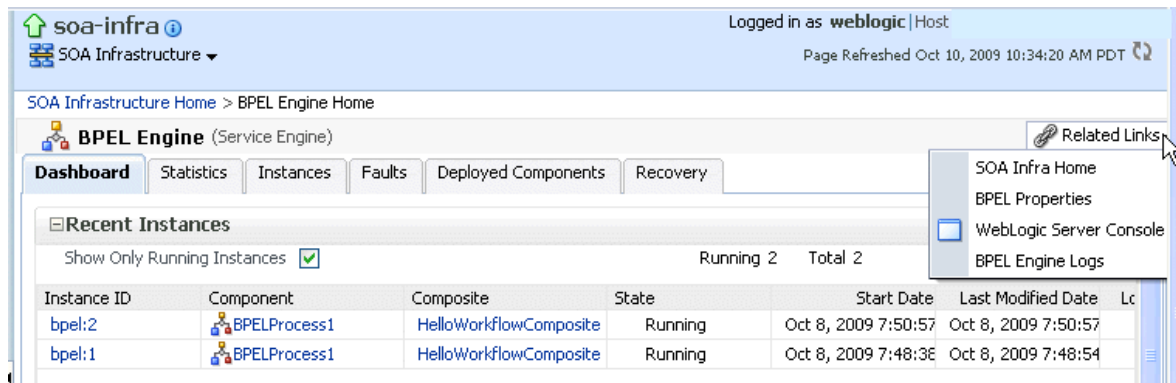 soa-infra
Logged in as weblogic|Host
SOA Infrastructure
Page Refreshed Oct 10, 2009 10:34:20 AM PDT
SOA Infrastructure Home > BPEL Engine Home
BPEL Engine (Service Engine)
Related Links
Dashboard Statistics Instances Faults Deployed Components Recovery
SOA Infra Home
BPEL Properties
WebLogic Server Console
BPEL Engine Logs
Recent Instances
Show Only Running Instances Running 2 Total 2
Instance ID Component Composite State Start Date Last Modified Date
bpel:2 BPELProcess1 HelloWorkflowComposite Running Oct 8, 2009 7:50:57 Oct 8, 2009 7:50:57
bpel:1 BPELProcess1 HelloWorkflowComposite Running Oct 8, 2009 7:48:38 Oct 8, 2009 7:48:54